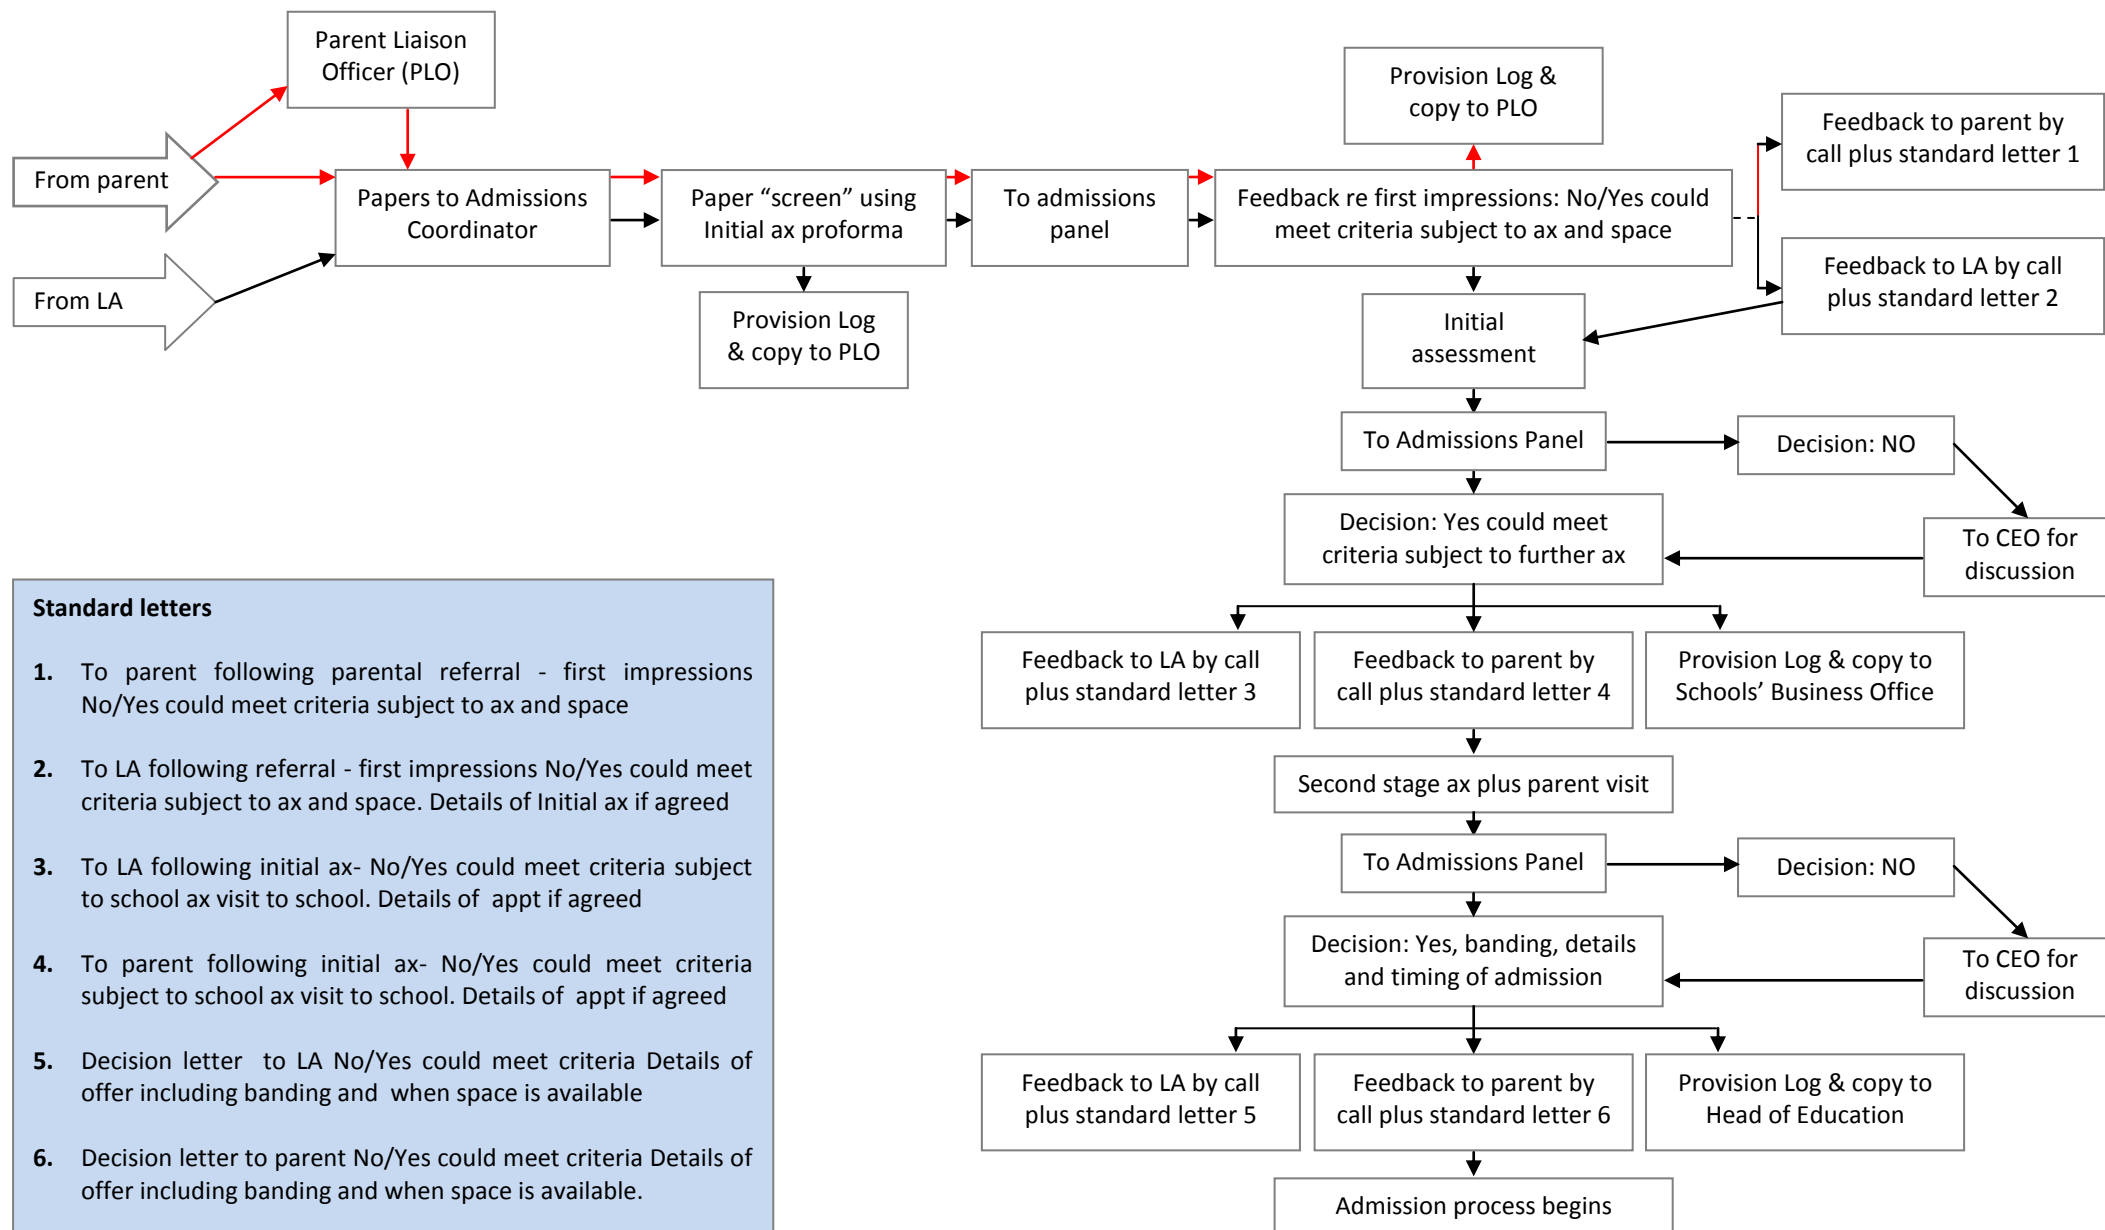 Parent Liaison
Officer (PLO)
From parent
From LA
Papers to Admissions
Coordinator
Paper “screen” using
Initial ax proforma
Provision Log
& copy to PLO
To admissions
panel
Provision Log &
copy to PLO
Feedback re first impressions: No/Yes could
meet criteria subject to ax and space
Feedback to parent by
call plus standard letter 1
Feedback to LA by call
plus standard letter 2
Initial
assessment
To Admissions Panel
Decision: NO
To CEO for
discussion
Decision: Yes could meet
criteria subject to further ax
Feedback to LA by call
plus standard letter 3
Feedback to parent by
call plus standard letter 4
Provision Log & copy to
Schools’ Business Office
Second stage ax plus parent visit
To Admissions Panel
Decision: NO
To CEO for
discussion
Decision: Yes, banding, details
and timing of admission
Feedback to LA by call
plus standard letter 5
Feedback to parent by
call plus standard letter 6
Provision Log & copy to
Head of Education
Admission process begins
Standard letters
1. To parent following parental referral - first impressions
No/Yes could meet criteria subject to ax and space
2. To LA following referral - first impressions No/Yes could meet
criteria subject to ax and space. Details of Initial ax if agreed
3. To LA following initial ax- No/Yes could meet criteria subject
to school ax visit to school. Details of appt if agreed
4. To parent following initial ax- No/Yes could meet criteria
subject to school ax visit to school. Details of appt if agreed
5. Decision letter to LA No/Yes could meet criteria Details of
offer including banding and when space is available
6. Decision letter to parent No/Yes could meet criteria Details of
offer including banding and when space is available.